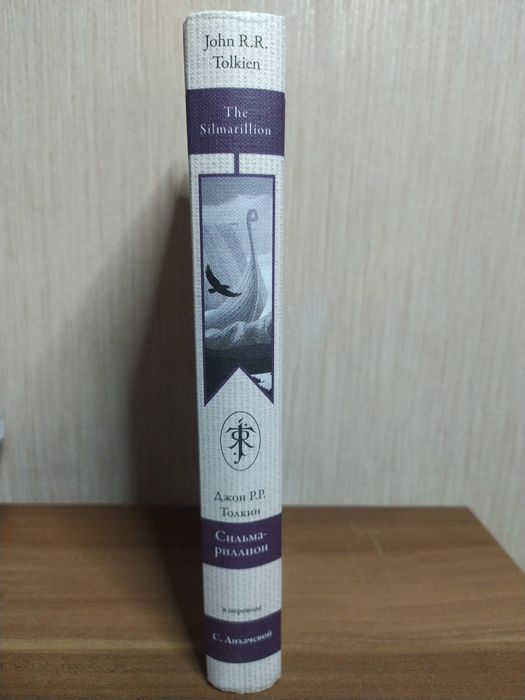 John R.R.
Tolkien
The
Silmarillion
Джон Р.Р.
Толкин
Сильма-
риллион
в переводе
С. Лихачевой